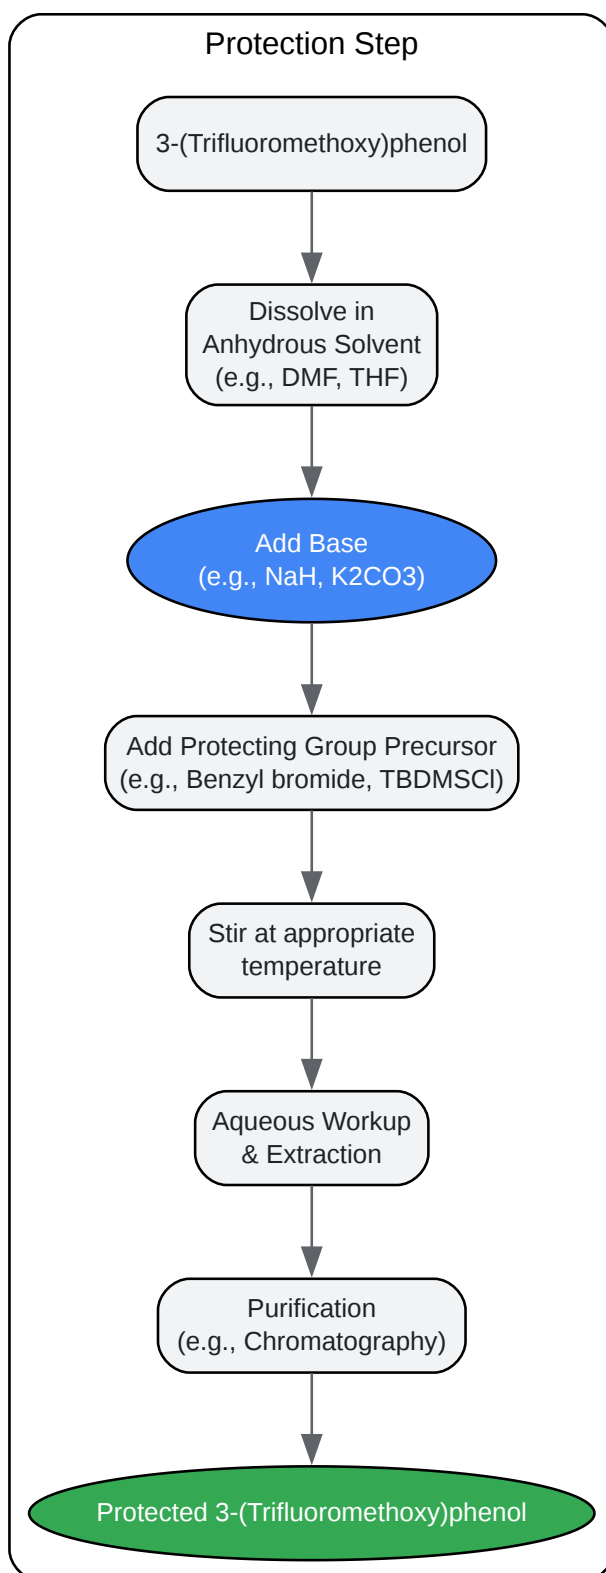 Protection Step
3-(Trifluoromethoxy)phenol
Dissolve in
Anhydrous Solvent
(e.g., DMF, THF)
Add Base
(e.g., NaH, K2CO3)
Add Protecting Group Precursor
(e.g., Benzyl bromide, TBDMSCl)
Stir at appropriate
temperature
Aqueous Workup
& Extraction
Purification
(e.g., Chromatography)
Protected 3-(Trifluoromethoxy)phenol